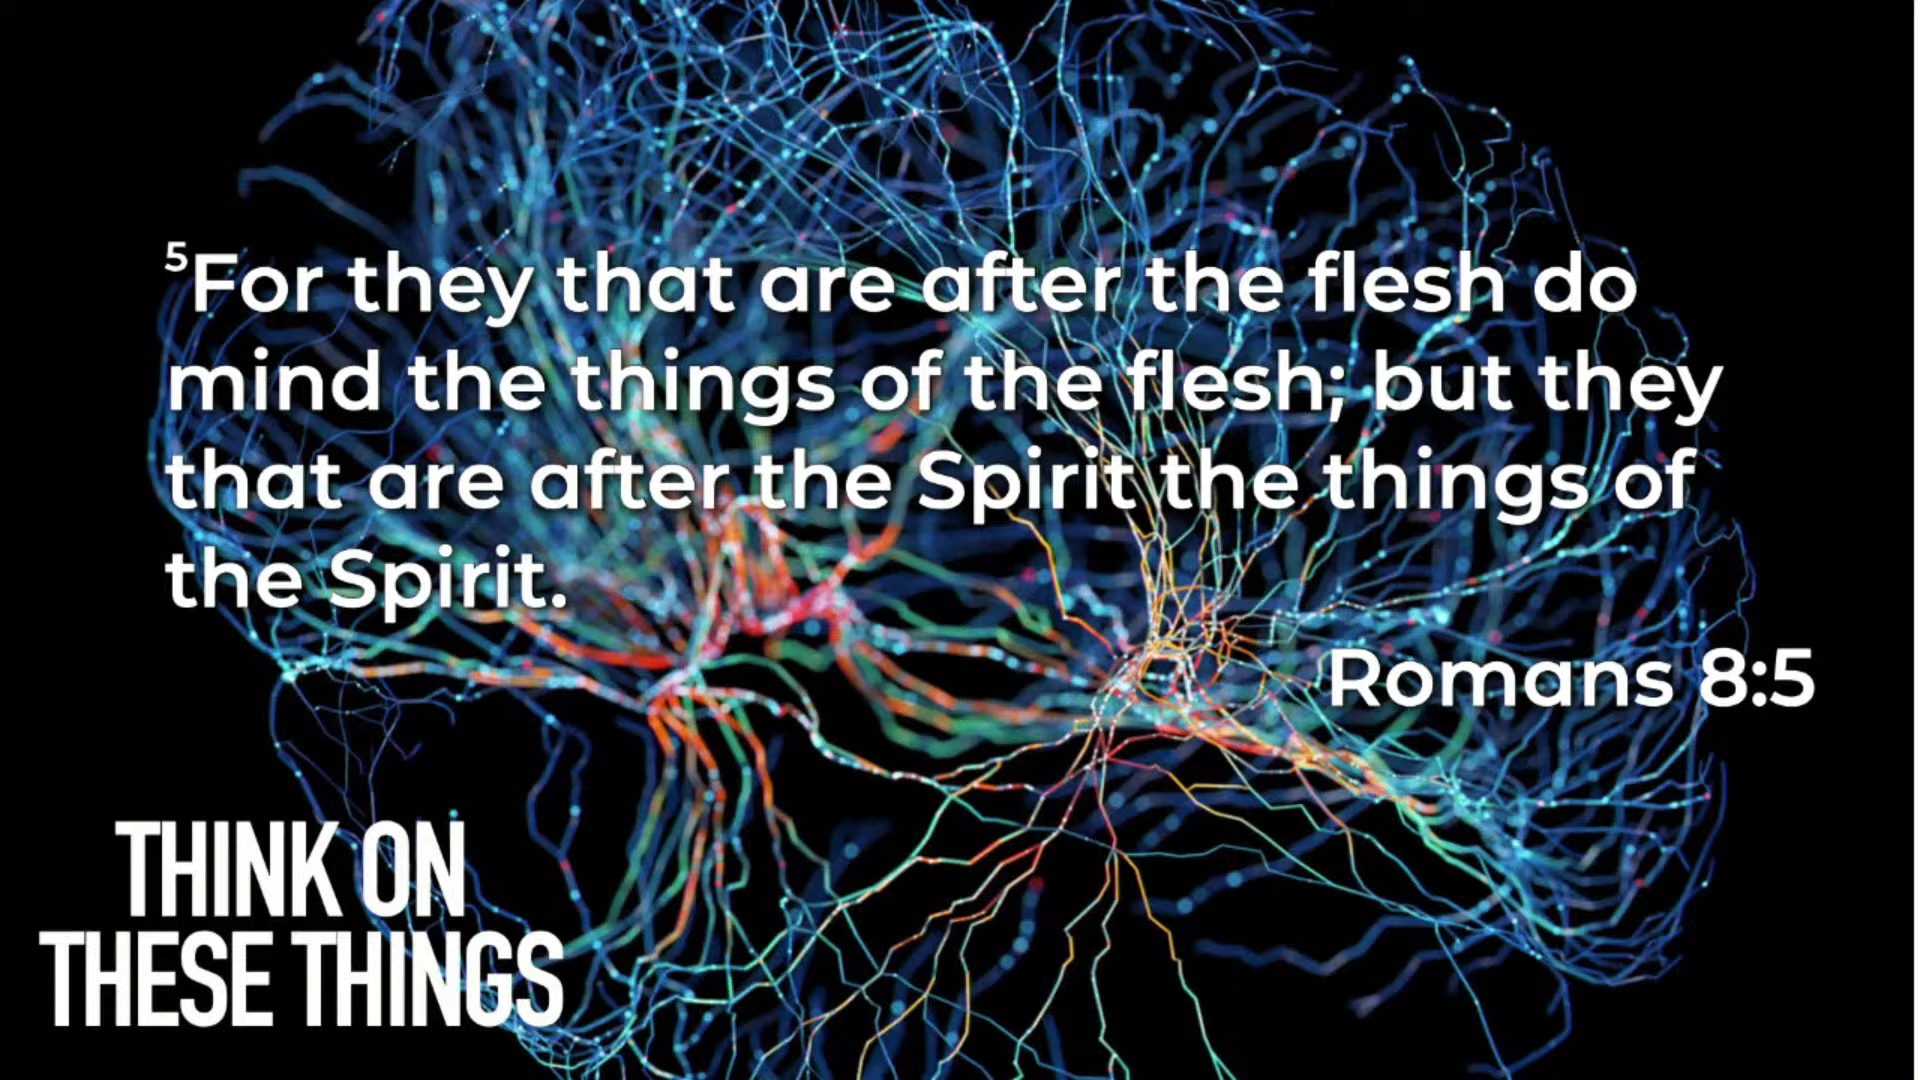 ⁵For they that are after the flesh do
mind the things of the flesh; but they
that are after the Spirit the things of
the Spirit.
Romans 8:5
THINK ON
THESE THINGS